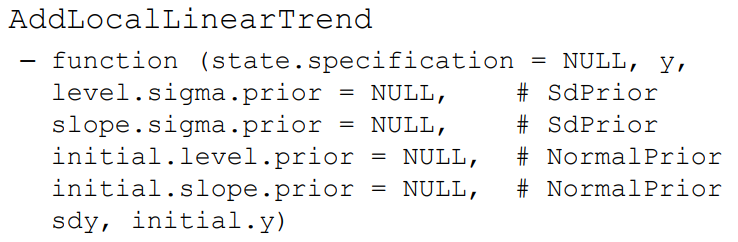 AddLocalLinearTrend
– function (state.specification = NULL, y,
level.sigma.prior = NULL, # SdPrior
slope.sigma.prior = NULL, # SdPrior
initial.level.prior = NULL, # NormalPrior
initial.slope.prior = NULL, # NormalPrior
sdy, initial.y)